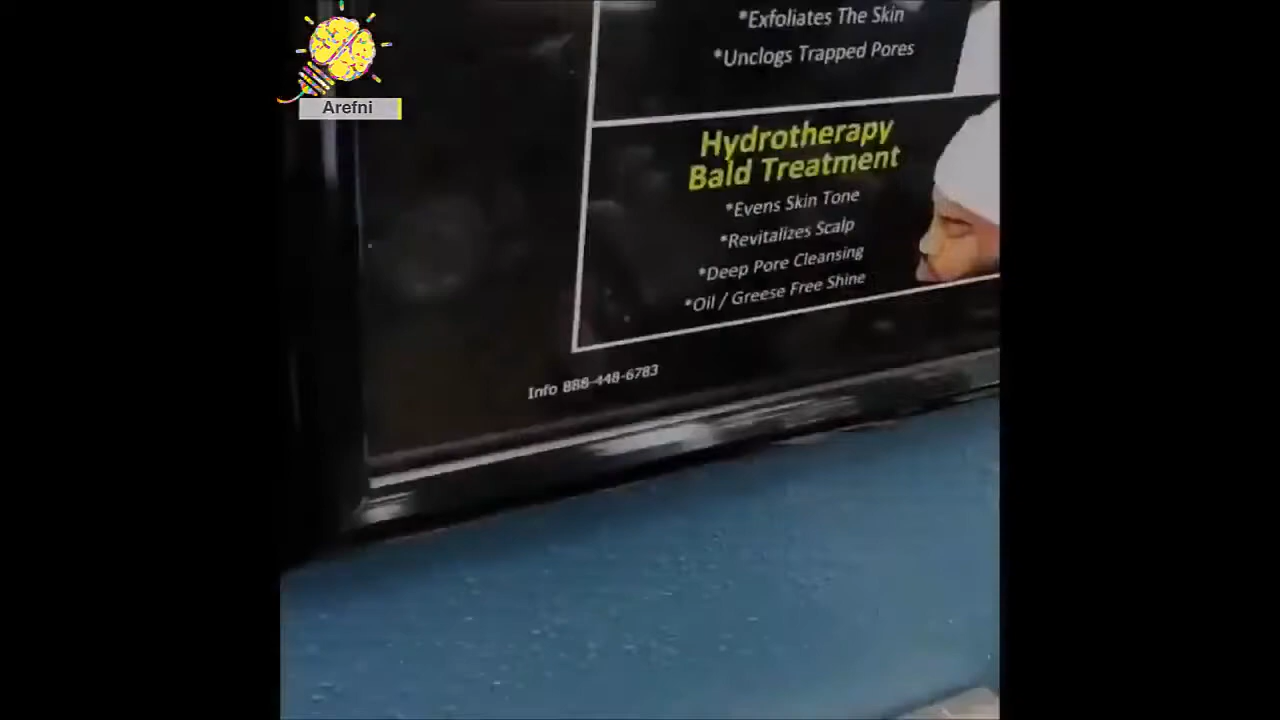 Arefni
*Exfoliates The Skin
*Unclogs Trapped Pores
Hydrotherapy
Bald Treatment
*Evens Skin Tone
*Revitalizes Scalp
*Deep Pore Cleansing
*Oil / Greese Free Shine
Info 888-448-6783